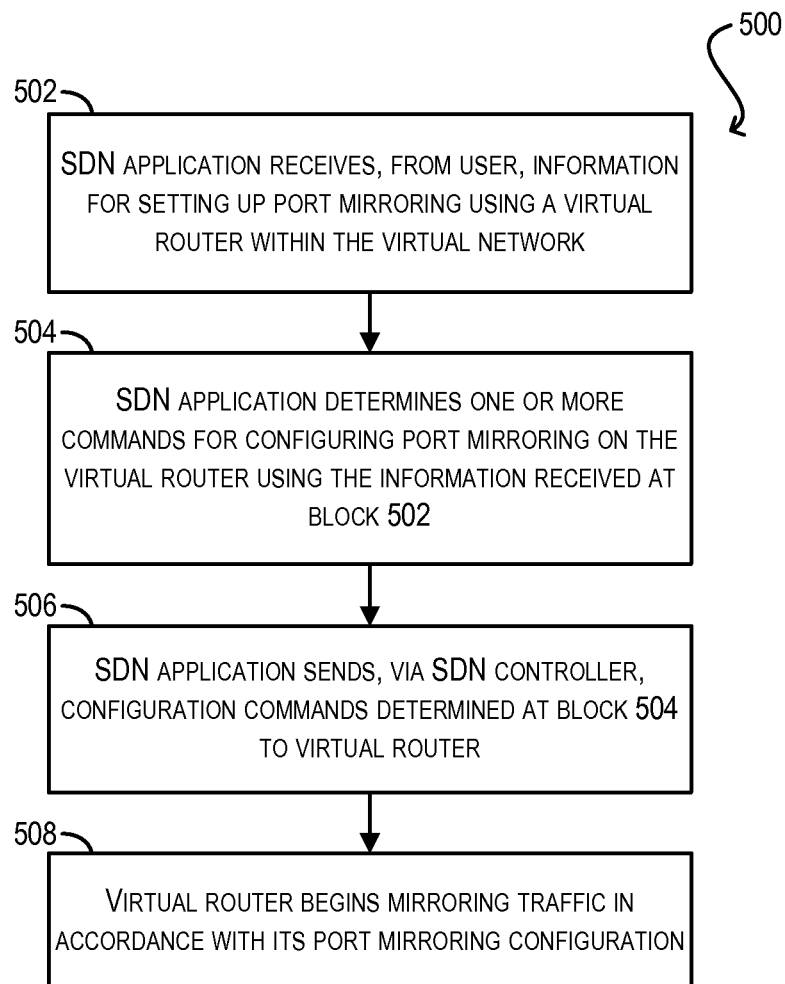 500
502
SDN APPLICATION RECEIVES, FROM USER, INFORMATION
FOR SETTING UP PORT MIRRORING USING A VIRTUAL
ROUTER WITHIN THE VIRTUAL NETWORK
504
SDN APPLICATION DETERMINES ONE OR MORE
COMMANDS FOR CONFIGURING PORT MIRRORING ON THE
VIRTUAL ROUTER USING THE INFORMATION RECEIVED AT
BLOCK 502
506
SDN APPLICATION SENDS, VIA SDN CONTROLLER,
CONFIGURATION COMMANDS DETERMINED AT BLOCK 504
TO VIRTUAL ROUTER
508
VIRTUAL ROUTER BEGINS MIRRORING TRAFFIC IN
ACCORDANCE WITH ITS PORT MIRRORING CONFIGURATION